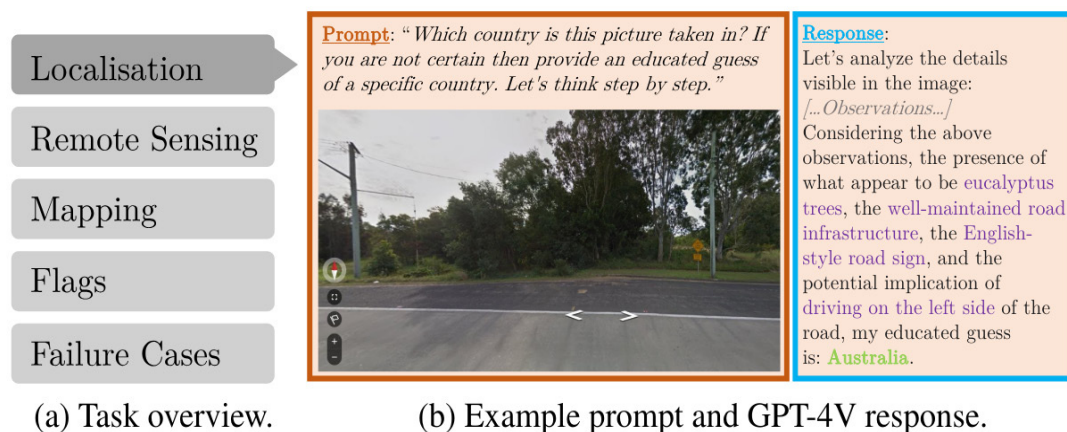 Localisation
Remote Sensing
Mapping
Flags
Failure Cases
(a) Task overview.
Prompt: “Which country is this picture taken in? If
you are not certain then provide an educated guess
of a specific country. Let's think step by step.”
Response:
Let’s analyze the details
visible in the image:
[...Observations...]
Considering the above
observations, the presence of
what appear to be eucalyptus
trees, the well-maintained road
infrastructure, the English-
style road sign, and the
potential implication of
driving on the left side of the
road, my educated guess
is: Australia.
(b) Example prompt and GPT-4V response.